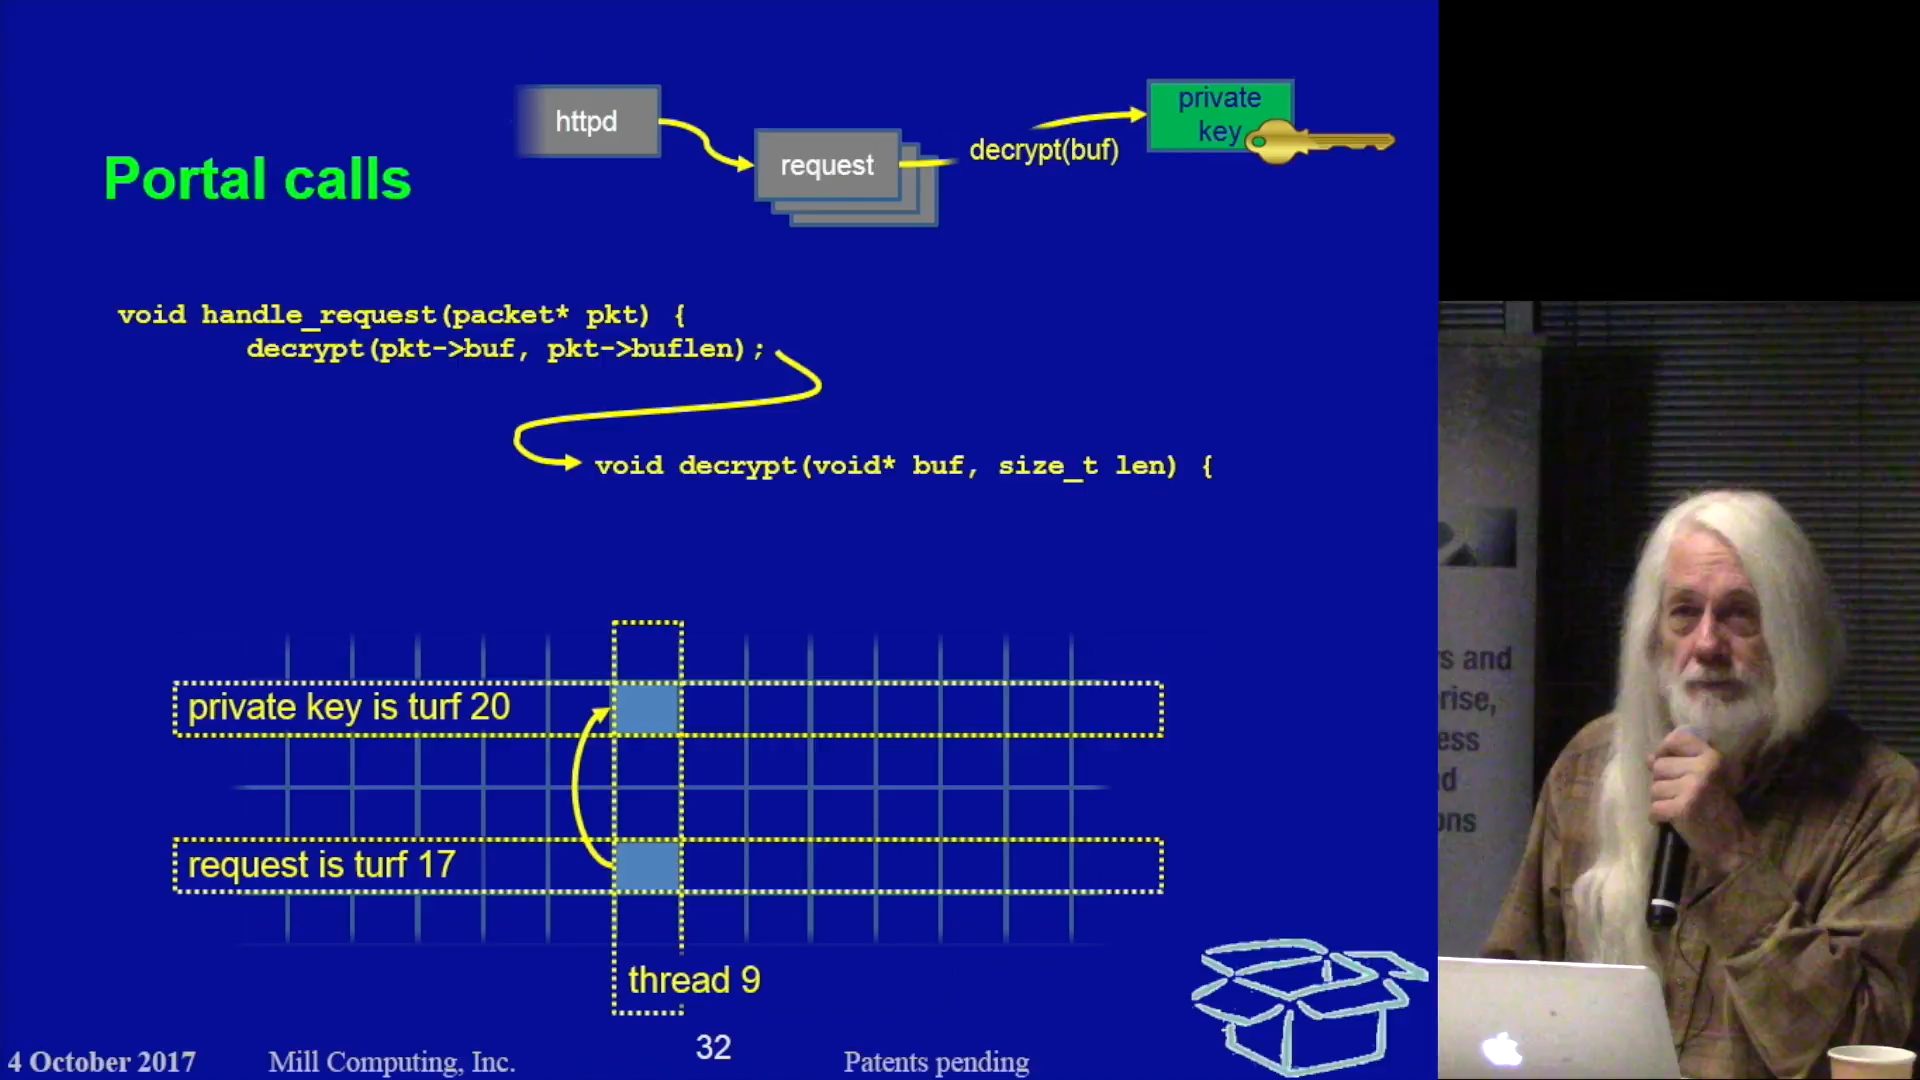 httpd
request
decrypt(buf)
private
key
Portal calls
void handle_request(packet* pkt) {
decrypt(pkt->buf, pkt->buflen);
void decrypt(void* buf, size_t len) {
private key is turf 20
request is turf 17
thread 9
4 October 2017
Mill Computing, Inc.
32
Patents pending
s and
rise,
ess
d
ons